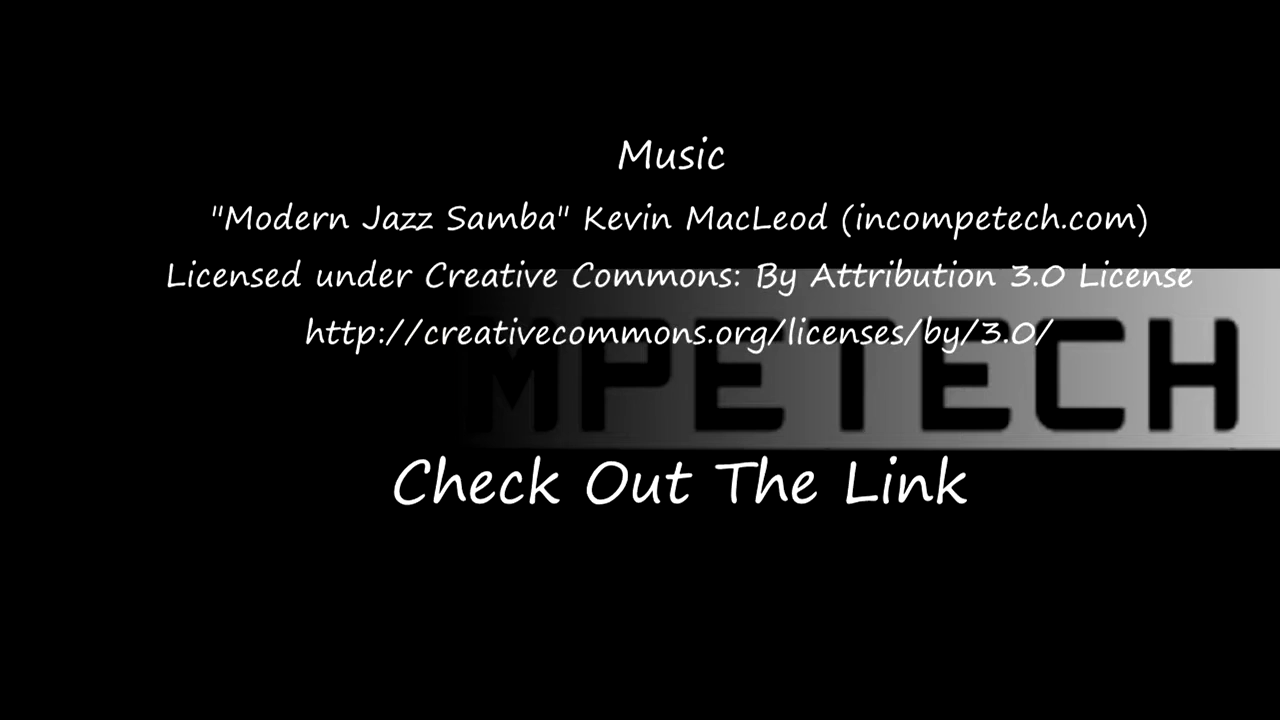 Music
"Modern Jazz Samba" Kevin MacLeod (incompetech.com)
Licensed under Creative Commons: By Attribution 3.0 License
http://creativecommons.org/licenses/by/3.0/
MPETECH
Check Out The Link